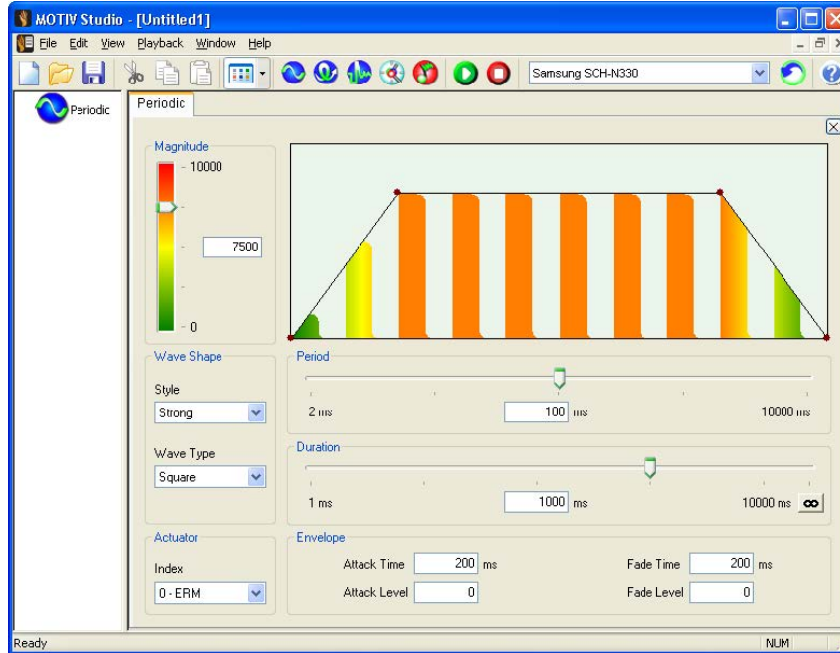 MOTIV Studio - [Untitled1]
File Edit View Playback Window Help
Samsung SCH-N330
Periodic
Periodic
Magnitude
10000
7500
0
Wave Shape
Style
Strong
Wave Type
Square
Period
2 ms 100 ms 10000 ms
Duration
1 ms 1000 ms 10000 ms ∞
Actuator
Index
0 - ERM
Envelope
Attack Time 200 ms Fade Time 200 ms
Attack Level 0 Fade Level 0
Ready NUM